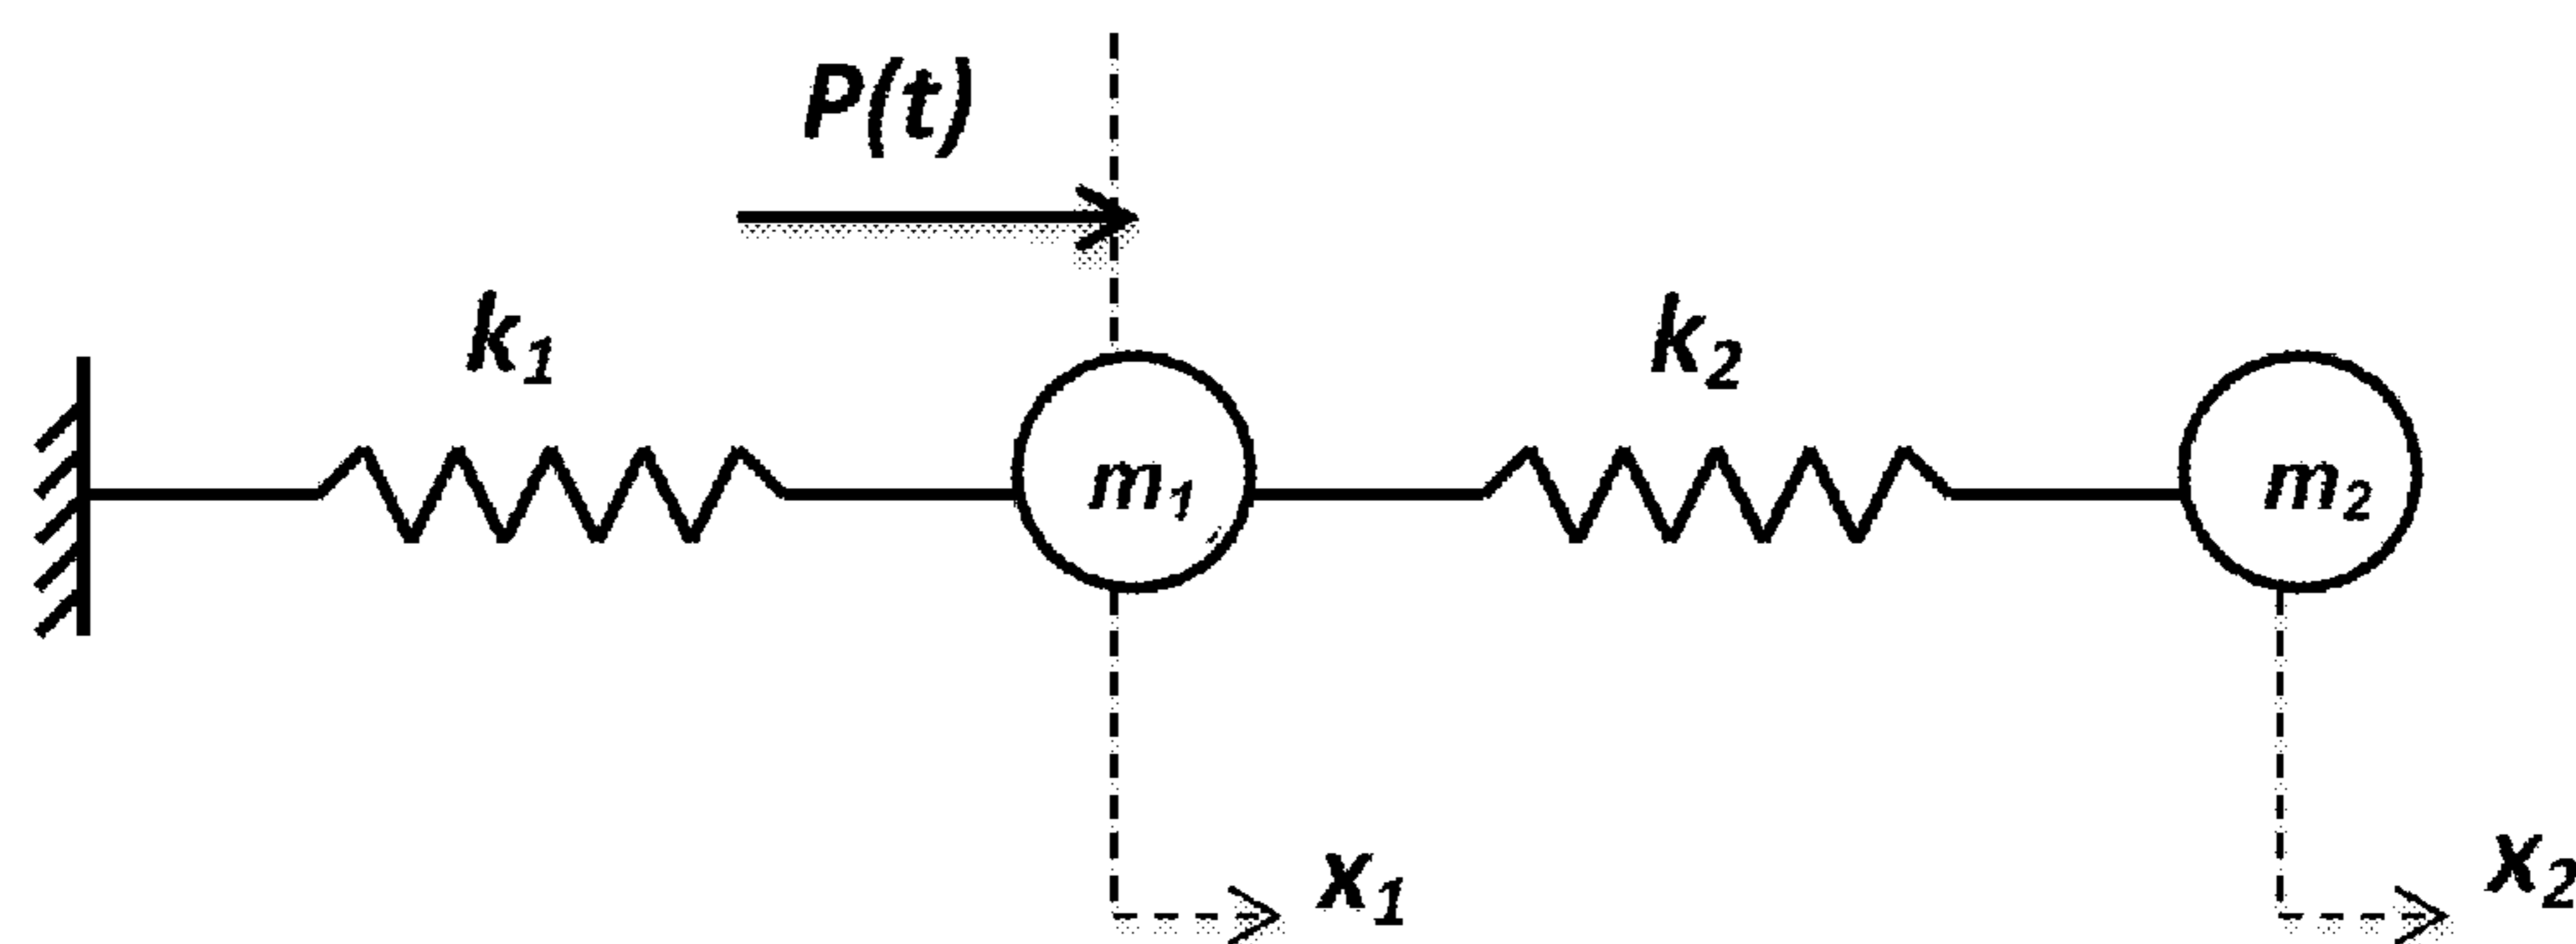 P(t)
k₁
k₂
m₁
m₂
x₁
x₂